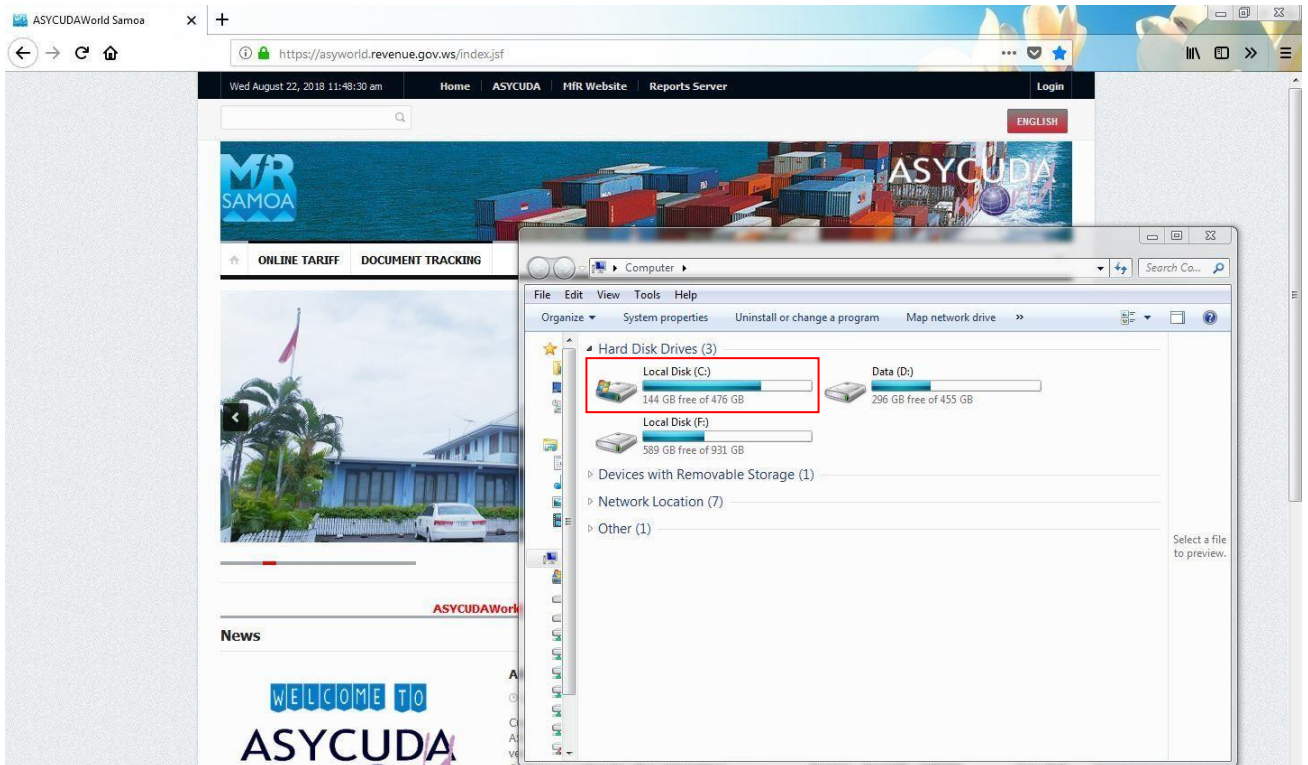 ASYCUDAWorld Samoa
https://asyworld.revenue.gov.ws/index.jsf
Wed August 22, 2018 11:48:30 am Home ASYCUDA MfR Website Reports Server Login
ENGLISH
MfR
SAMOA
ASYCUDA
World
ONLINE TARIFF DOCUMENT TRACKING
Computer
Search Co...
File Edit View Tools Help
Organize System properties Uninstall or change a program Map network drive »
Hard Disk Drives (3)
Local Disk (C:)
144 GB free of 476 GB
Data (D:)
296 GB free of 455 GB
Local Disk (F:)
589 GB free of 931 GB
Devices with Removable Storage (1)
Network Location (7)
Other (1)
Select a file
to preview.
ASYCUDAWorl
News
WELCOME TO
ASYCUDA